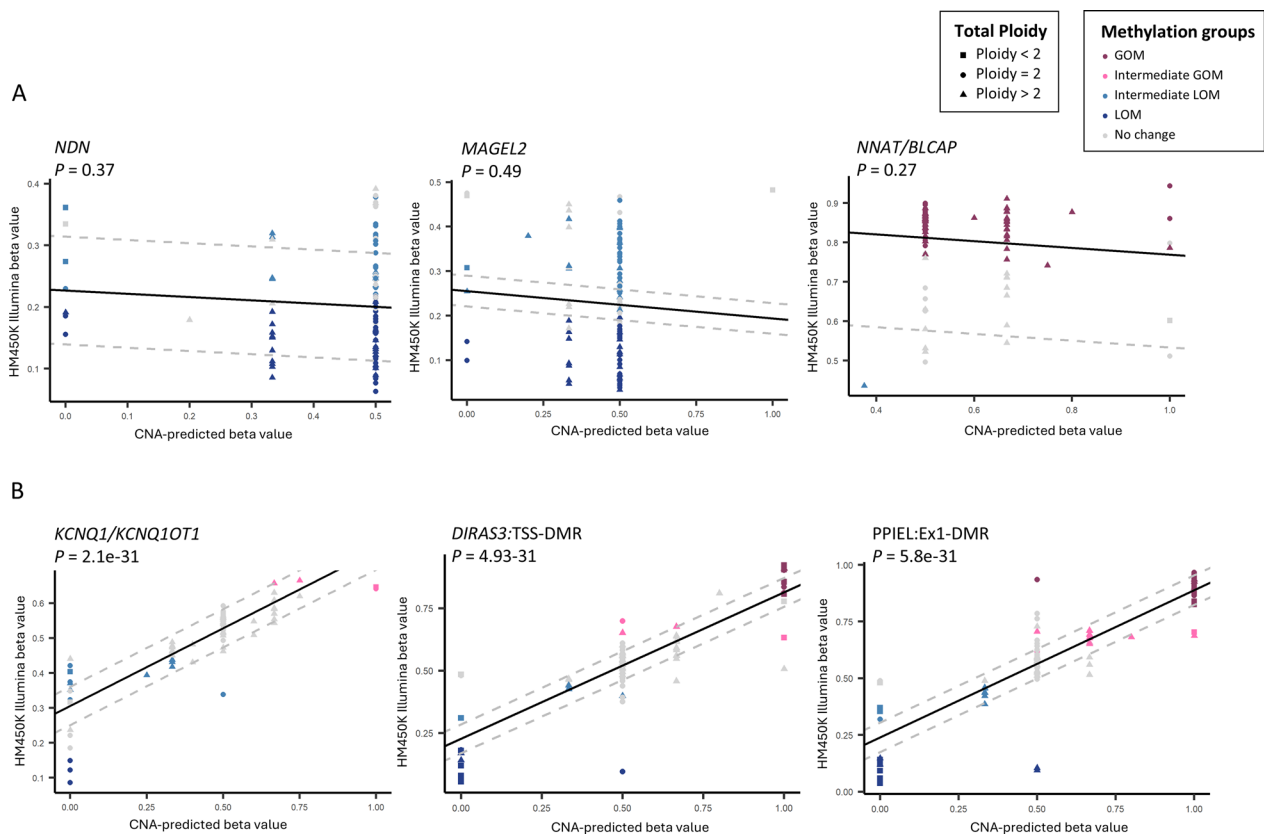 Total Ploidy
Ploidy < 2
Ploidy = 2
Ploidy > 2
Methylation groups
GOM
Intermediate GOM
Intermediate LOM
LOM
No change
A
NDN
P = 0.37
HM450K Illumina beta value
0.4
0.3
0.2
0.1
0.0 0.1 0.2 0.3 0.4 0.5
CNA-predicted beta value
MAGEL2
P = 0.49
HM450K Illumina beta value
0.5
0.4
0.3
0.2
0.1
0.00 0.25 0.50 0.75 1.00
CNA-predicted beta value
NNAT/BLCAP
P = 0.27
HM450K Illumina beta value
0.9
0.8
0.7
0.6
0.5
0.4 0.6 0.8 1.0
CNA-predicted beta value
B
KCNQ1/KCNQ1OT1
P = 2.1e-31
HM450K Illumina beta value
0.6
0.5
0.4
0.3
0.2
0.1
0.00 0.25 0.50 0.75 1.00
CNA-predicted beta value
DIRAS3:TSS-DMR
P = 4.93-31
HM450K Illumina beta value
0.75
0.50
0.25
0.00 0.25 0.50 0.75 1.00
CNA-predicted beta value
PPIEL:Ex1-DMR
P = 5.8e-31
HM450K Illumina beta value
1.00
0.75
0.50
0.25
0.00
0.00 0.25 0.50 0.75 1.00
CNA-predicted beta value